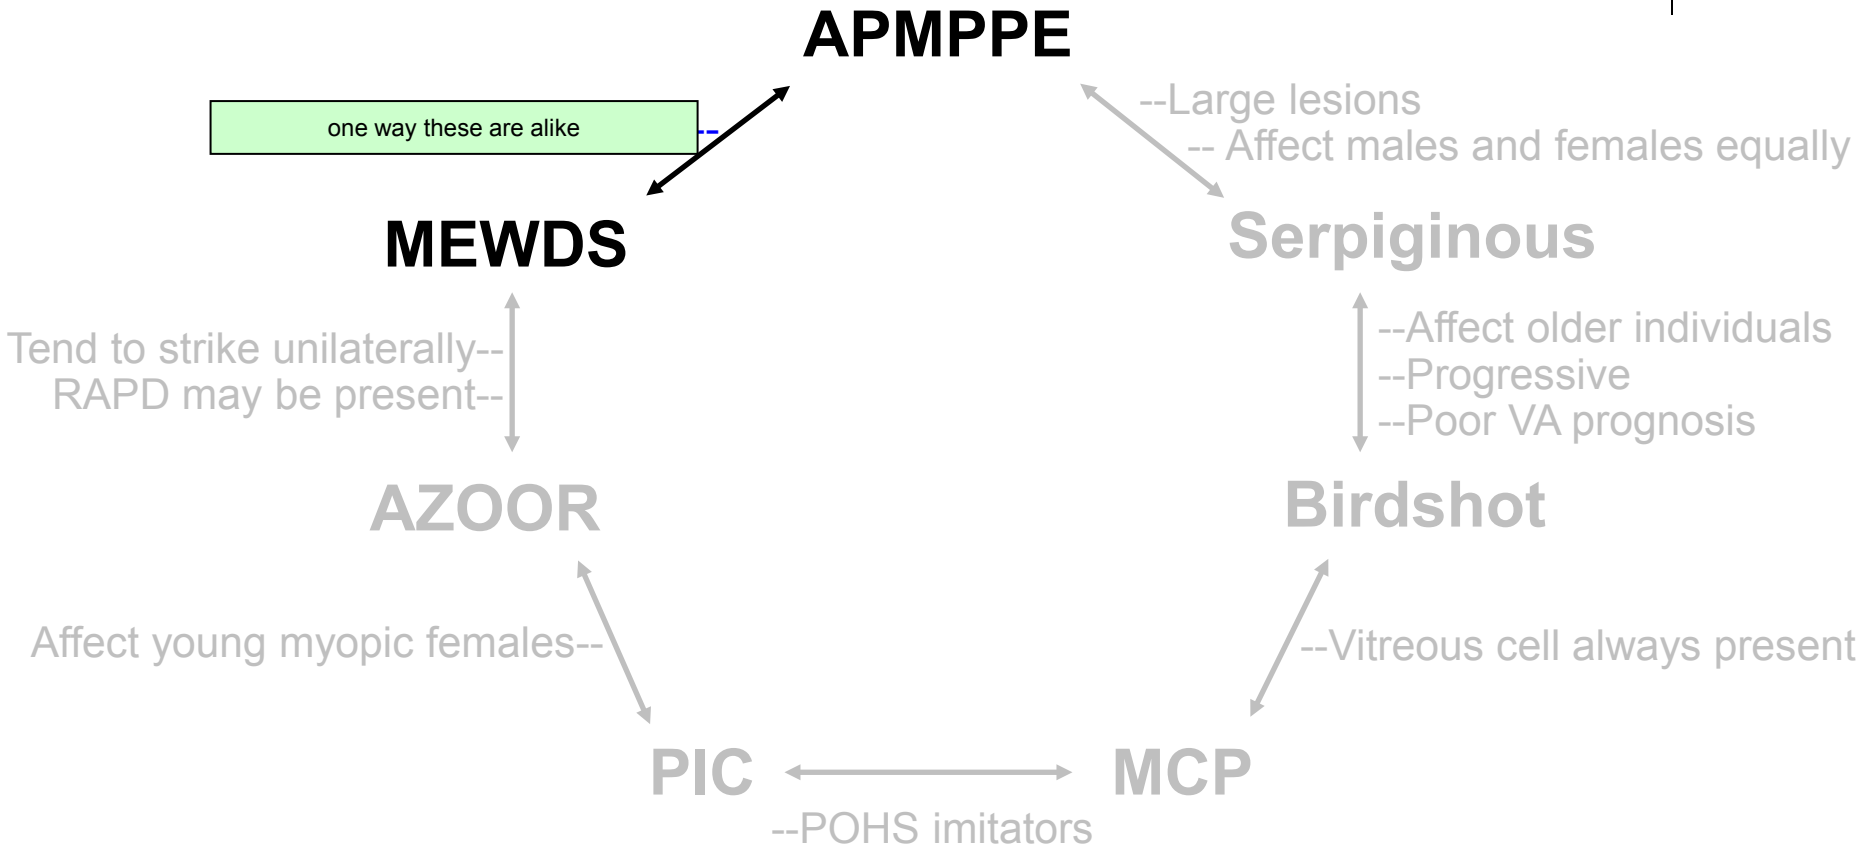 APMPPE
one way these are alike
--
--Large lesions
-- Affect males and females equally
MEWDS
Serpiginous
Tend to strike unilaterally--
RAPD may be present--
--Affect older individuals
--Progressive
--Poor VA prognosis
AZOOR
Birdshot
Affect young myopic females--
--Vitreous cell always present
PIC
MCP
--POHS imitators